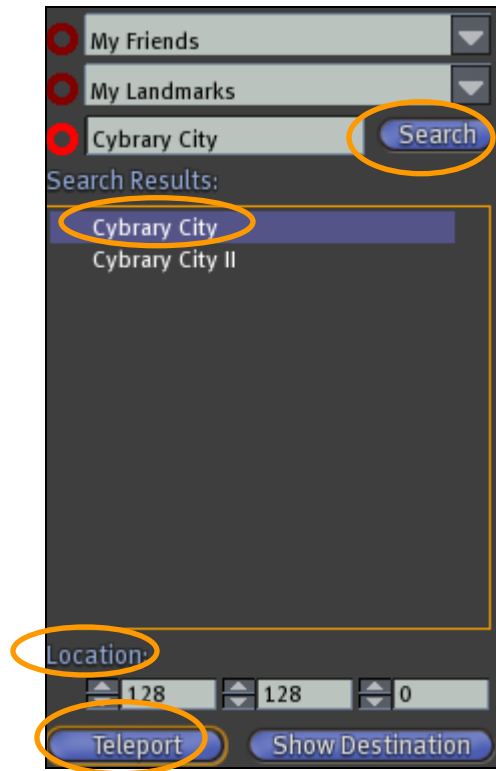 My Friends
My Landmarks
Cybrary City Search
Search Results:
Cybrary City
Cybrary City II
Location:
128 128 0
Teleport Show Destination